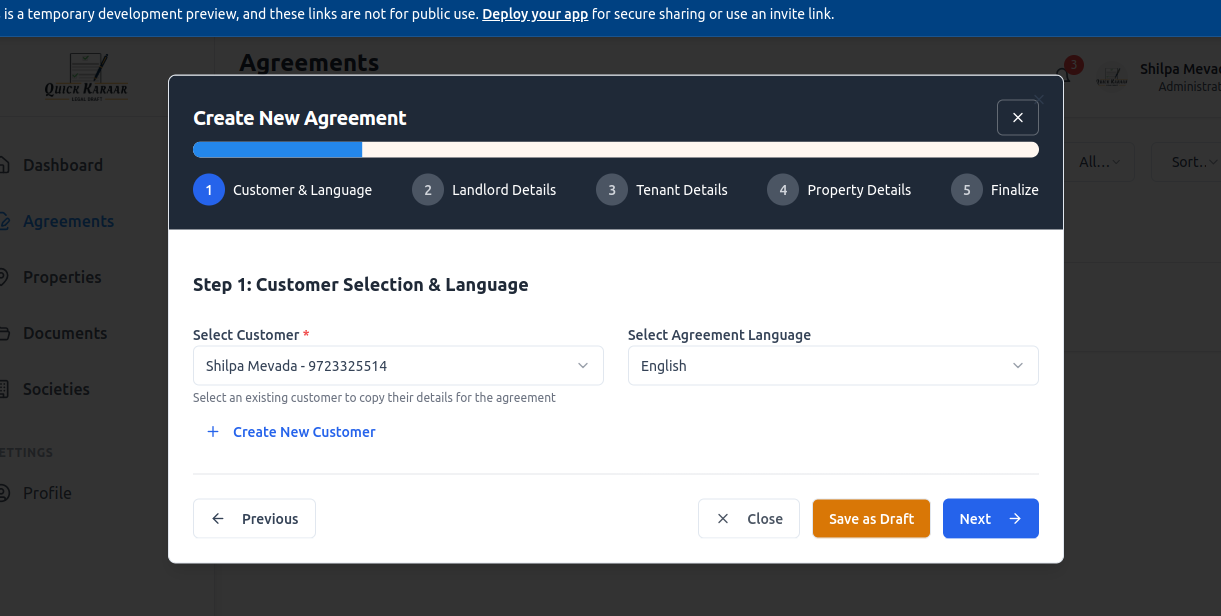 is a temporary development preview, and these links are not for public use. Deploy your app for secure sharing or use an invite link.
QUICK KARAAR
LEGAL DRAFT
Agreements
3
Shilpa Mevad
Administrat
Create New Agreement
1 Customer & Language 2 Landlord Details 3 Tenant Details 4 Property Details 5 Finalize
Dashboard
Agreements
Properties
Documents
Societies
ETTINGS
Profile
All...
Sort..
Step 1: Customer Selection & Language
Select Customer * Select Agreement Language
Shilpa Mevada - 9723325514 English
Select an existing customer to copy their details for the agreement
+ Create New Customer
← Previous × Close Save as Draft Next →